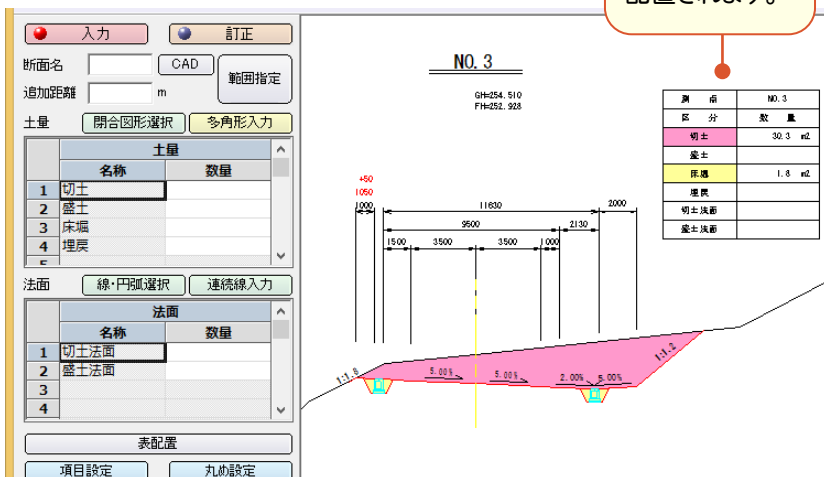 配置されます。
入力 訂正
断面名 CAD 範囲指定
追加距離 m
土量 閉合図形選択 多角形入力
土量
名称 数量
1 切土
2 盛土
3 床堀
4 埋戻
法面 線・円弧選択 連続線入力
法面
名称 数量
1 切土法面
2 盛土法面
3
4
表配置
項目設定 丸め設定
NO. 3
GH=254. 510
FH=252. 928
+50
1050
1000 11630 2000
9500 2130
1500 3500 3500 1000
1:1.8 5.00% 5.00% 2.00% 5.00% 1:1.2
測 点 NO. 3
区 分 数 量
切土 30. 3 m2
盛土
床堀 1. 8 m2
埋戻
切土法面
盛土法面